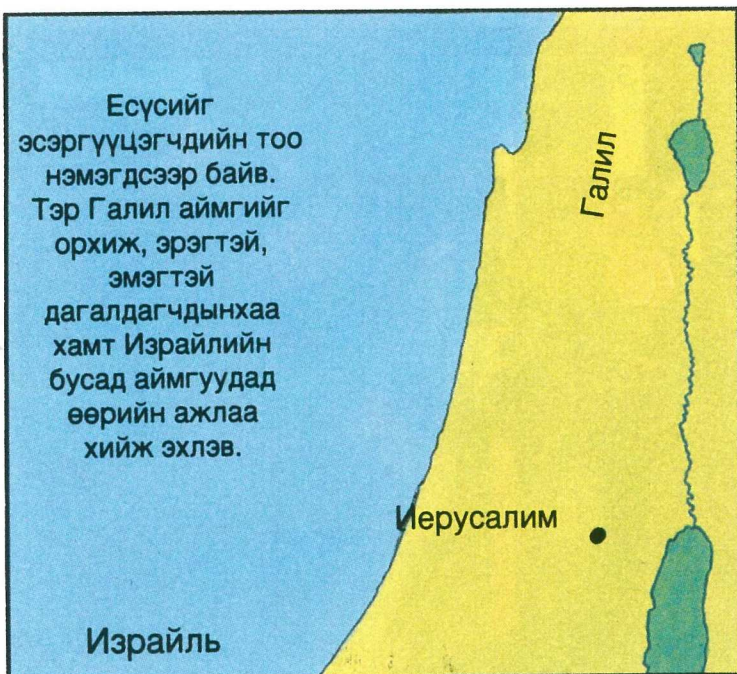 Есүсийг
эсэргүүцэгчдийн тоо
нэмэгдсээр байв.
Тэр Галил аймгийг
орхиж, эрэгтэй,
эмэгтэй
дагалдагчдынхаа
хамт Израйлийн
бусад аймгуудад
өөрийн ажлаа
хийж эхлэв.
Галил
Иерусалим
Израйль